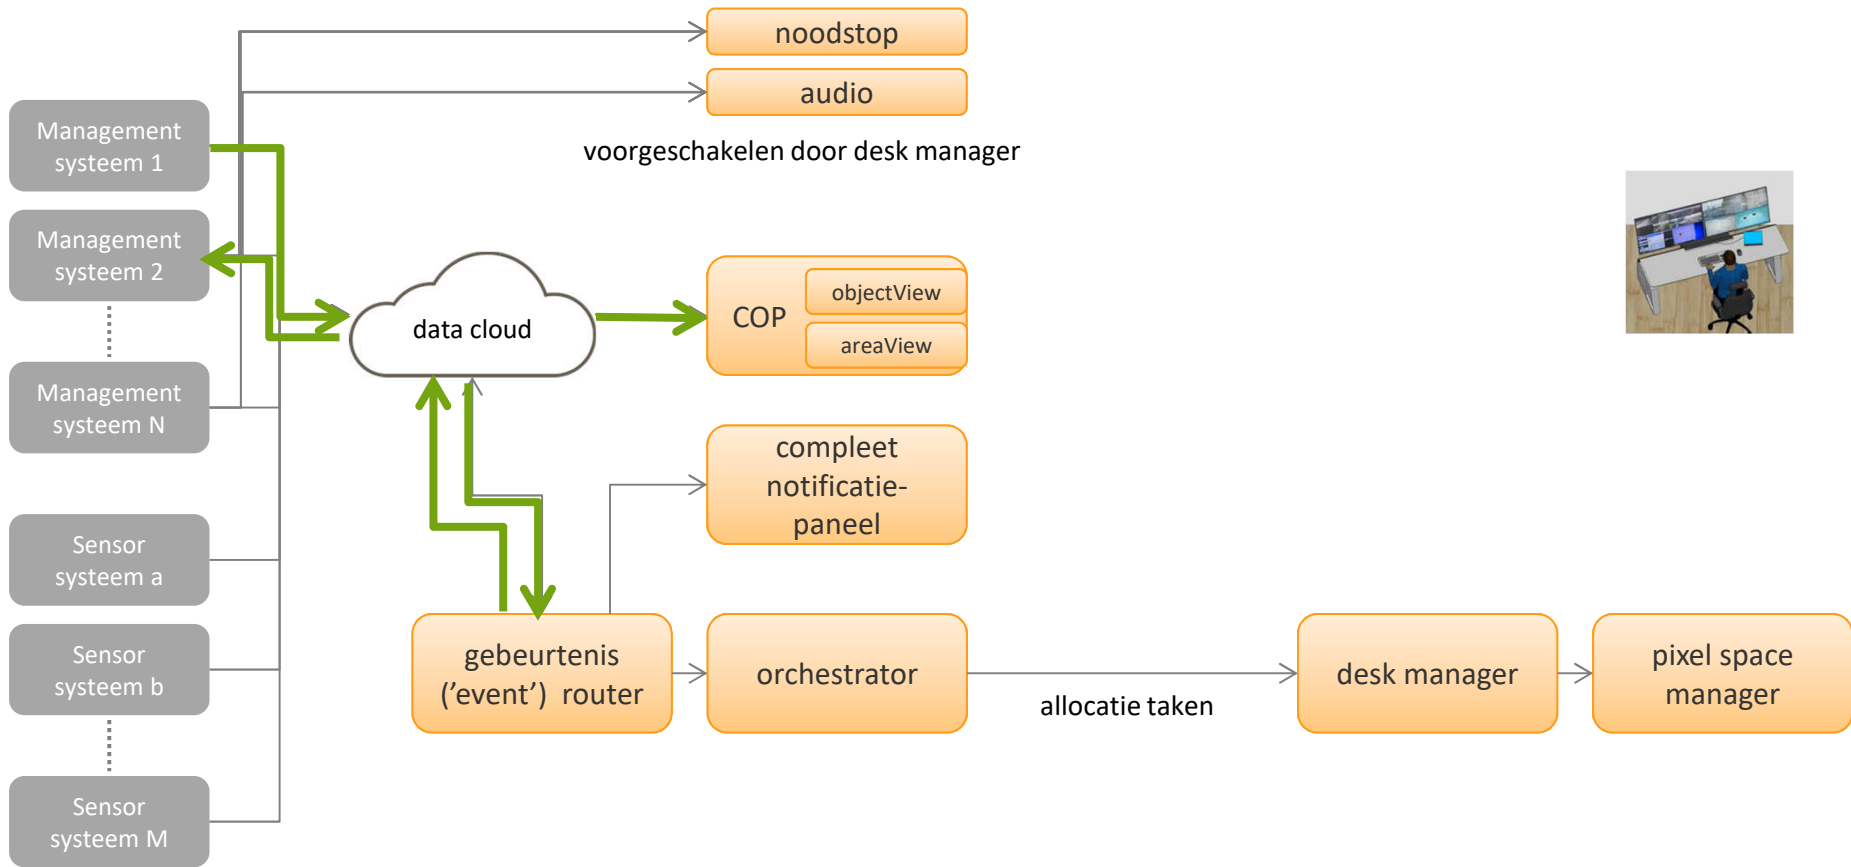 noodstop
audio
voorgeschakelen door desk manager
Management
systeem 1
Management
systeem 2
Management
systeem N
Sensor
systeem a
Sensor
systeem b
Sensor
systeem M
data cloud
COP
objectView
areaView
compleet
notificatie-
paneel
gebeurtenis
('event') router
orchestrator
allocatie taken
desk manager
pixel space
manager